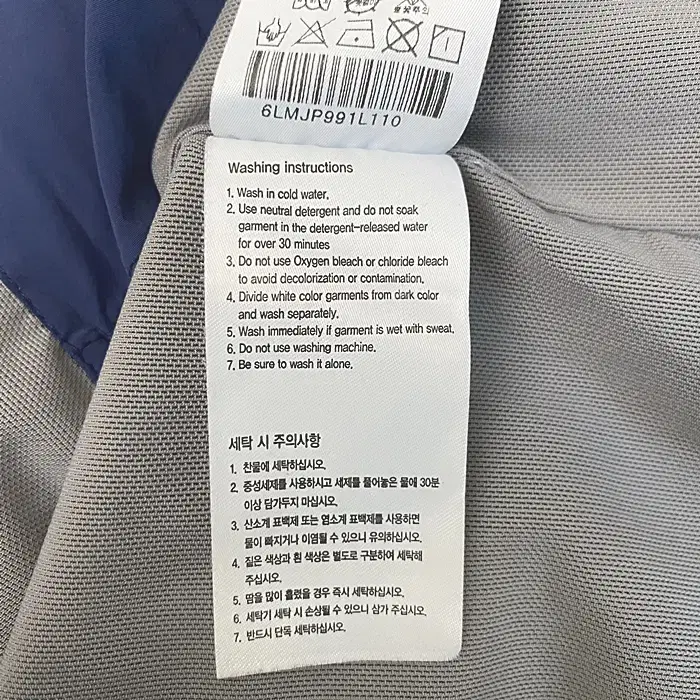 6LMJP991L110
Washing instructions
1. Wash in cold water.
2. Use neutral detergent and do not soak
garment in the detergent-released water
for over 30 minutes
3. Do not use Oxygen bleach or chloride bleach
to avoid decolorization or contamination.
4. Divide white color garments from dark color
and wash separately.
5. Wash immediately if garment is wet with sweat.
6. Do not use washing machine.
7. Be sure to wash it alone.
세탁 시 주의사항
1. 찬물에 세탁하십시오.
2. 중성세제를 사용하시고 세제를 풀어놓은 물에 30분
이상 담가두지 마십시오.
3. 산소계 표백제 또는 염소계 표백제를 사용하면
물이 빠지거나 이염될 수 있으니 유의하십시오.
4. 짙은 색상과 흰 색상은 별도로 구분하여 세탁해
주십시오.
5. 땀을 많이 흘렸을 경우 즉시 세탁하십시오.
6. 세탁기 세탁 시 손상될 수 있으니 삼가 주십시오.
7. 반드시 단독 세탁하십시오.